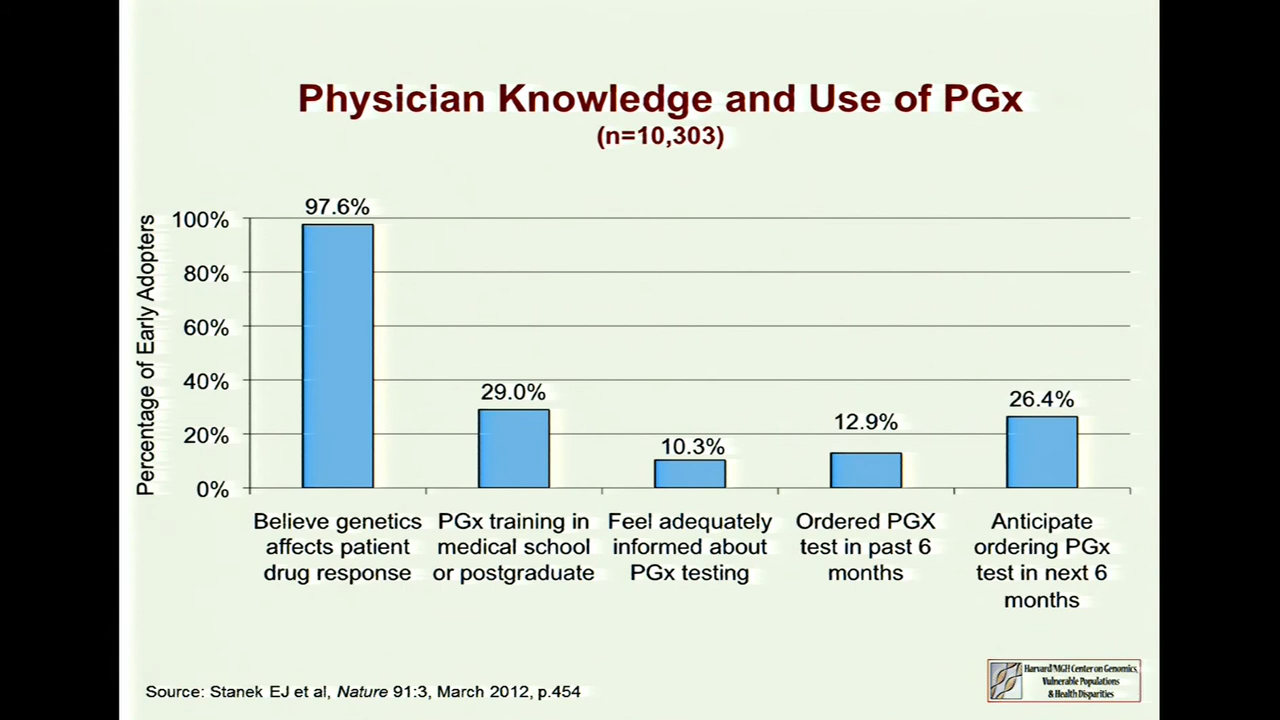 Physician Knowledge and Use of PGx
(n=10,303)
Percentage of Early Adopters
100%
80%
60%
40%
20%
0%
97.6%
29.0%
10.3%
12.9%
26.4%
Believe genetics
affects patient
drug response
PGx training in
medical school
or postgraduate
Feel adequately
informed about
PGx testing
Ordered PGX
test in past 6
months
Anticipate
ordering PGx
test in next 6
months
Source: Stanek EJ et al, Nature 91:3, March 2012, p.454
Harvard/MGH Center on Genomics,
Vulnerable Populations
& Health Disparities